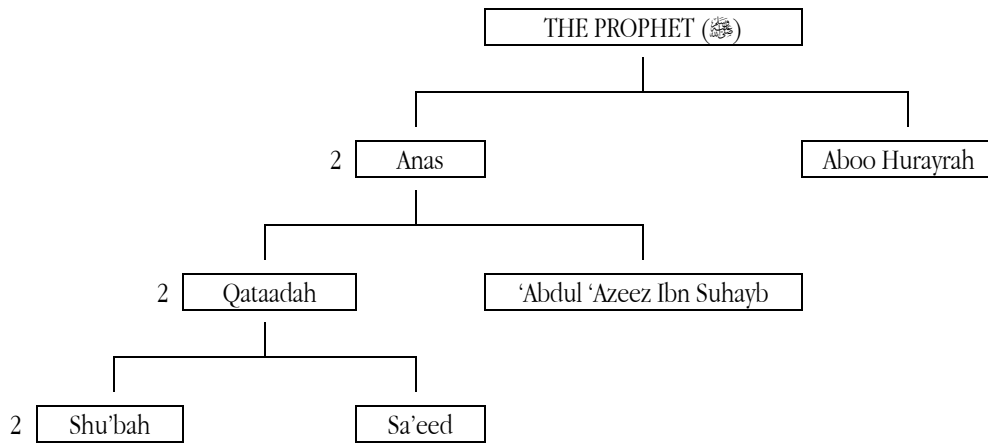 THE PROPHET (ﷺ)
2 Anas
Aboo Hurayrah
2 Qataadah
‘Abdul ‘Azeez Ibn Suhayb
2 Shu’bah
Sa’eed